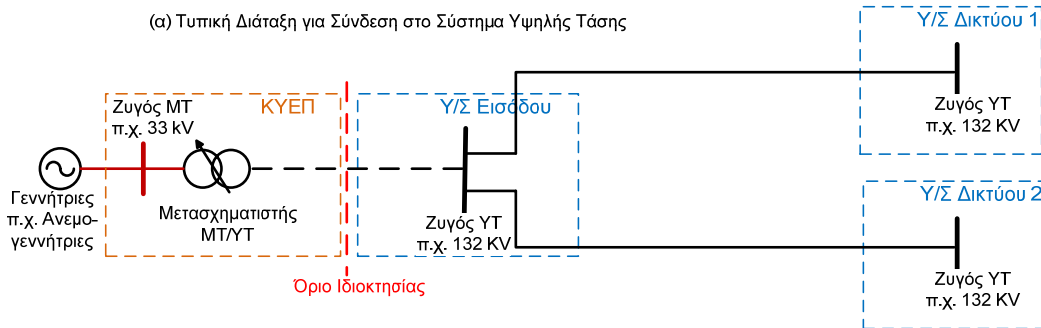 (α) Τυπική Διάταξη για Σύνδεση στο Σύστημα Υψηλής Τάσης
Υ/Σ Δικτύου 1
ΚΥΕΠ
Υ/Σ Εισόδου
Ζυγός ΜΤ
π.χ. 33 kV
Ζυγός ΥΤ
π.χ. 132 KV
Γεννήτριες
π.χ. Ανεμο-
γεννήτριες
Μετασχηματιστής
ΜΤ/ΥΤ
Ζυγός ΥΤ
π.χ. 132 KV
Υ/Σ Δικτύου 2
Ζυγός ΥΤ
π.χ. 132 KV
Όριο Ιδιοκτησίας